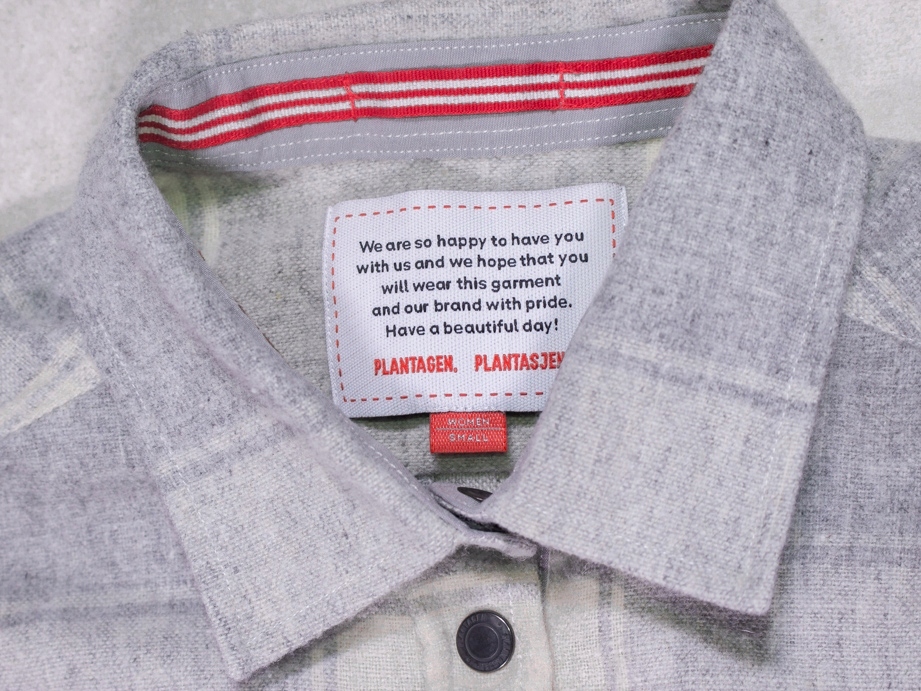 We are so happy to have you
with us and we hope that you
will wear this garment
and our brand with pride.
Have a beautiful day!
PLANTAGEN. PLANTASJEN
WOMEN
SMALL